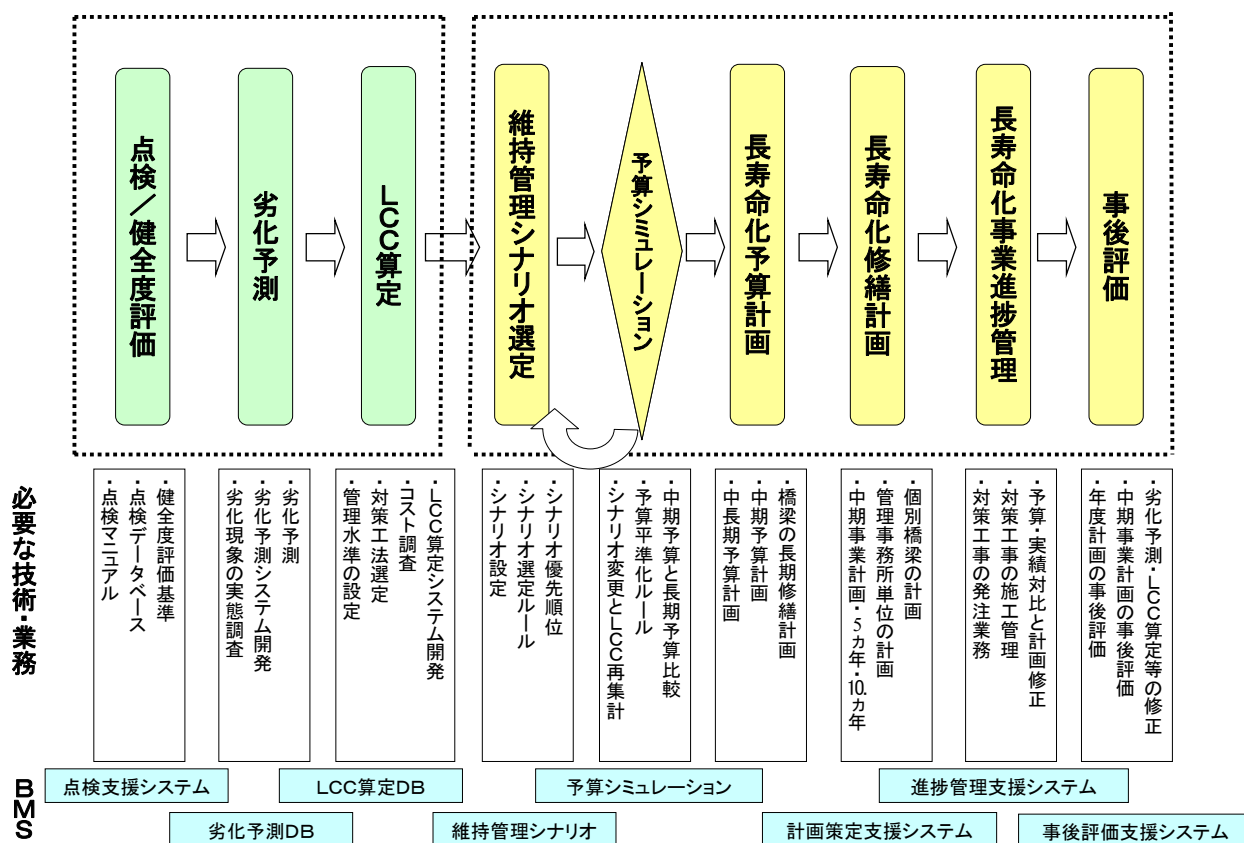 点検／健全度評価
劣化予測
LCC算定
維持管理シナリオ選定
予算シミュレーション
長寿命化予算計画
長寿命化修繕計画
長寿命化事業進捗管理
事後評価
必要な技術・業務
・健全度評価基準
・点検データベース
・点検マニュアル
・劣化予測
・劣化予測システム開発
・劣化現象の実態調査
・LCC算定システム開発
・コスト調査
・対策工法選定
・管理水準の設定
・シナリオ優先順位
・シナリオ選定ルール
・シナリオ設定
・中期予算と長期予算比較
・予算平準化ルール
・シナリオ変更とLCC再集計
・橋梁の長期修繕計画
・中期予算計画
・中長期予算計画
・個別橋梁の計画
・管理事務所単位の計画
・中期事業計画・5ヵ年・10.ヵ年
・予算・実績対比と計画修正
・対策工事の施工管理
・対策工事の発注業務
・劣化予測・LCC算定等の修正
・中期事業計画の事後評価
・年度計画の事後評価
BMS
点検支援システム
LCC算定DB
予算シミュレーション
進捗管理支援システム
劣化予測DB
維持管理シナリオ
計画策定支援システム
事後評価支援システム